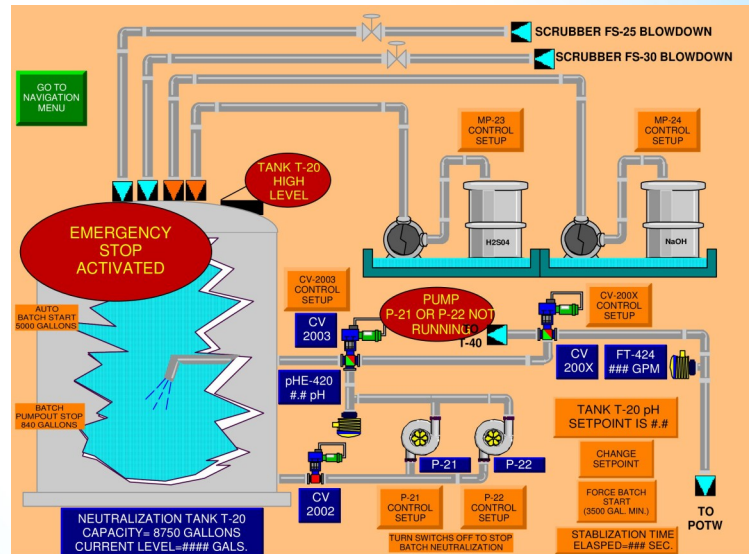 SCRUBBER FS-25 BLOWDOWN
SCRUBBER FS-30 BLOWDOWN
GO TO
NAVIGATION
MENU
MP-23
CONTROL
SETUP
MP-24
CONTROL
SETUP
TANK T-20
HIGH
LEVEL
EMERGENCY
STOP
ACTIVATED
H2S04
NaOH
AUTO
BATCH START
5000 GALLONS
CV-2003
CONTROL
SETUP
CV
2003
PUMP
P-21 OR P-22 NOT
RUNNING
TO
T-40
CV-200X
CONTROL
SETUP
CV
200X
FT-424
### GPM
pHE-420
#.# pH
BATCH
PUMPOUT STOP
840 GALLONS
TANK T-20 pH
SETPOINT IS #.#
CHANGE
SETPOINT
P-21
P-22
CV
2002
P-21
CONTROL
SETUP
P-22
CONTROL
SETUP
FORCE BATCH
START
(3500 GAL. MIN.)
TO
POTW
NEUTRALIZATION TANK T-20
CAPACITY= 8750 GALLONS
CURRENT LEVEL=#### GALS.
TURN SWITCHS OFF TO STOP
BATCH NEUTRALIZATION
STABLIZATION TIME
ELASPED=### SEC.